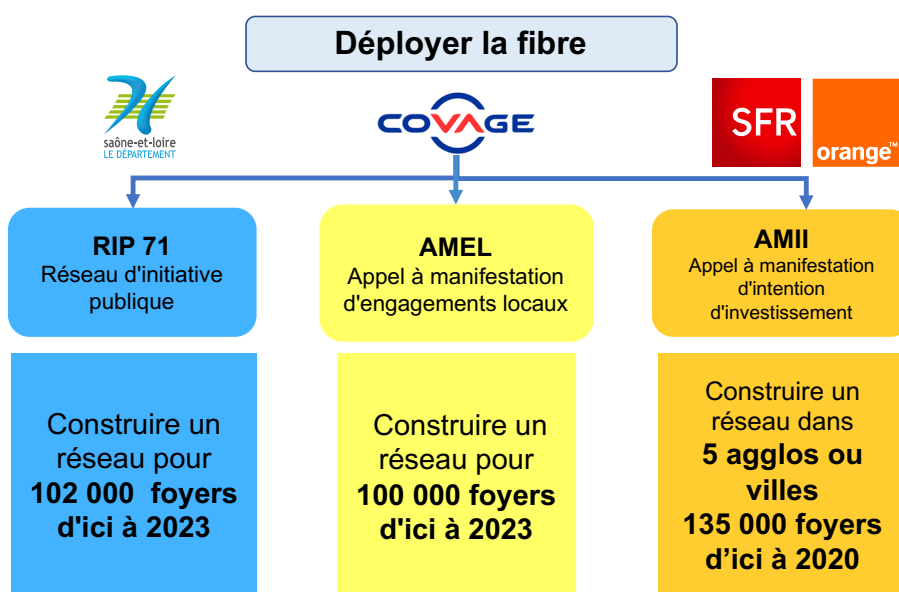 Déployer la fibre
saône-et-loire
LE DÉPARTEMENT
COVAGE
SFR
orange™
RIP 71
Réseau d'initiative
publique
AMEL
Appel à manifestation
d'engagements locaux
AMII
Appel à manifestation
d'intention
d'investissement
Construire un
réseau pour
102 000 foyers
d'ici à 2023
Construire un
réseau pour
100 000 foyers
d'ici à 2023
Construire un
réseau dans
5 agglos ou
villes
135 000 foyers
d’ici à 2020